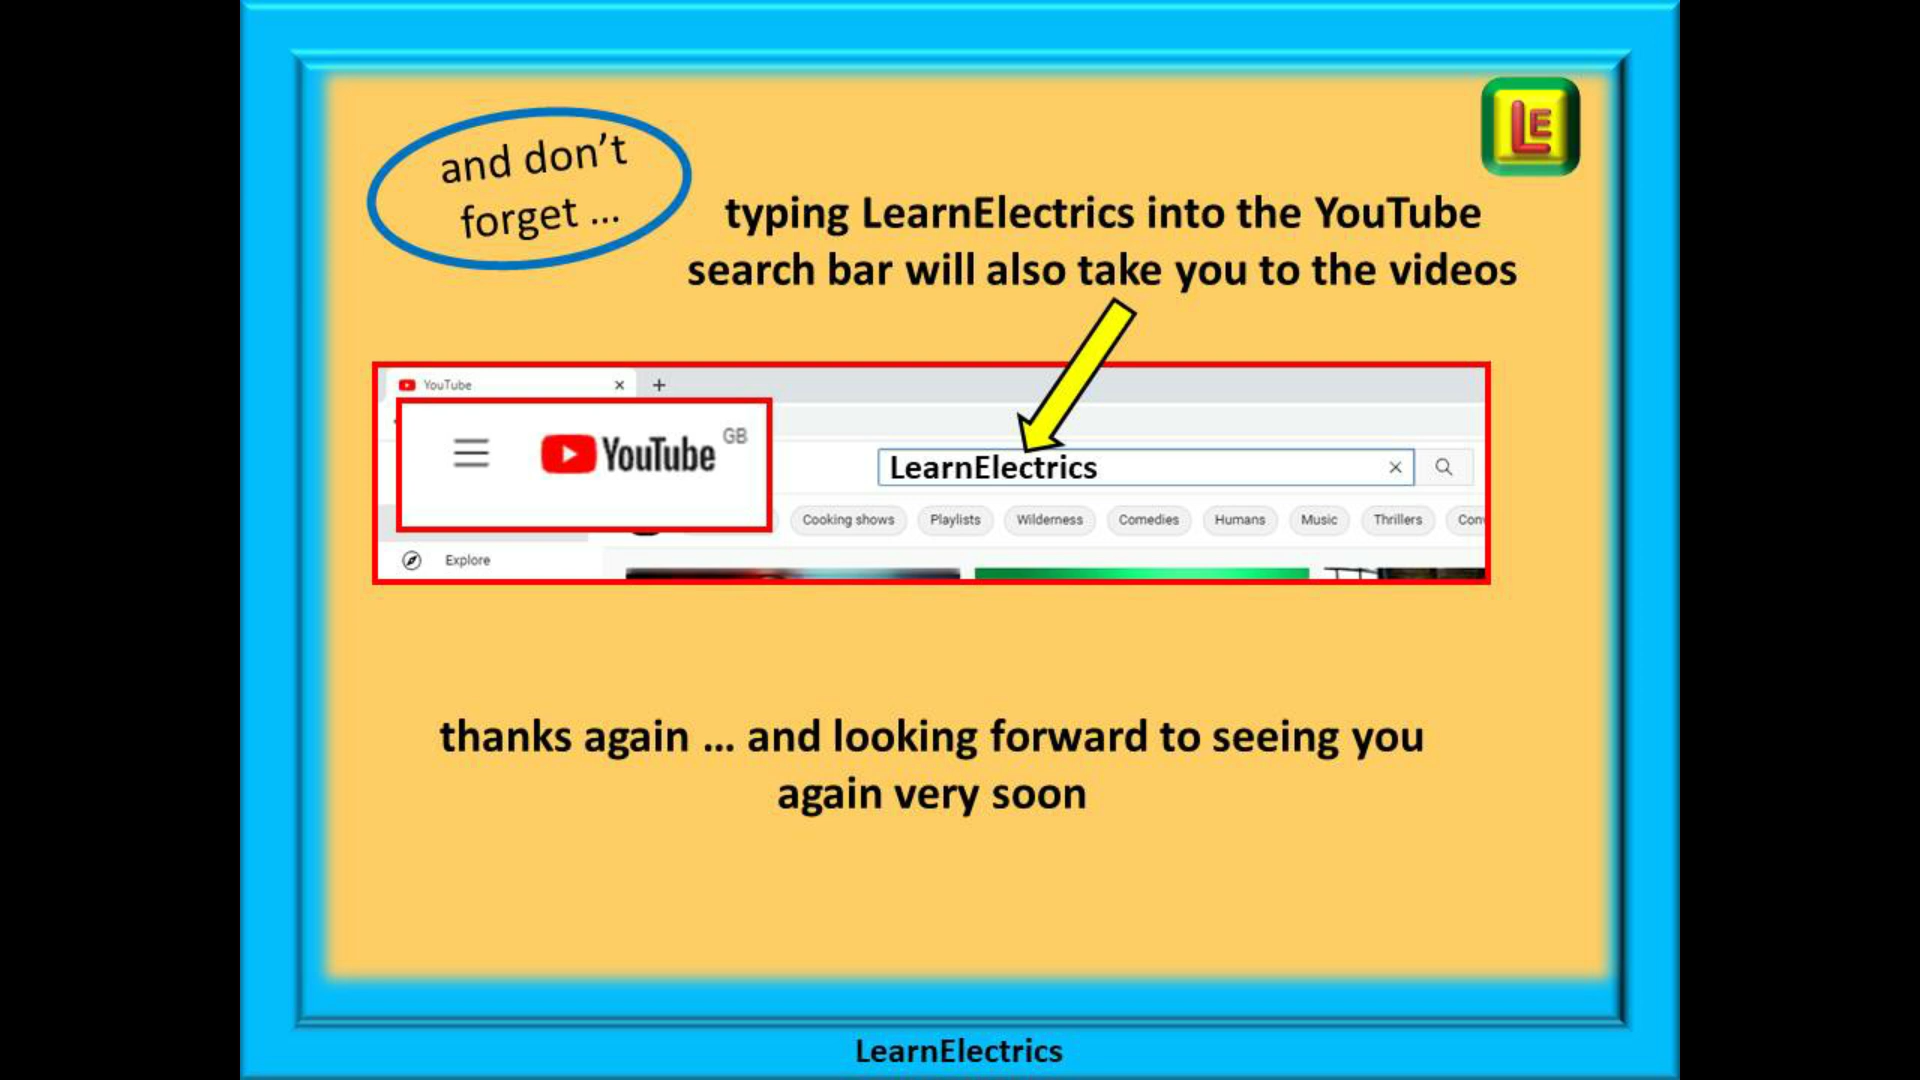 and don't
forget ...
LE
typing LearnElectrics into the YouTube
search bar will also take you to the videos
YouTube
YouTube GB
LearnElectrics
Cooking shows Playlists Wilderness Comedies Humans Music Thrillers
Explore
thanks again ... and looking forward to seeing you
again very soon
LearnElectrics